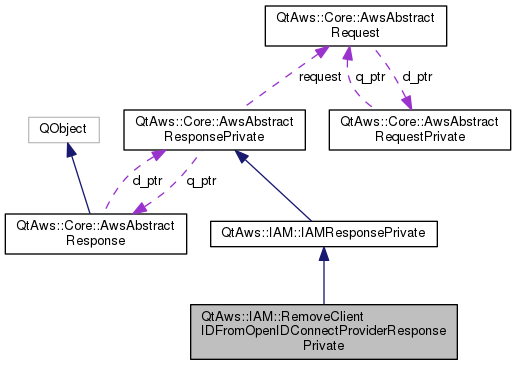 QtAws::Core::AwsAbstract
Request
request
q_ptr
d_ptr
QObject
QtAws::Core::AwsAbstract
ResponsePrivate
QtAws::Core::AwsAbstract
RequestPrivate
d_ptr
q_ptr
QtAws::Core::AwsAbstract
Response
QtAws::IAM::IAMResponsePrivate
QtAws::IAM::RemoveClient
IDFromOpenIDConnectProviderResponse
Private